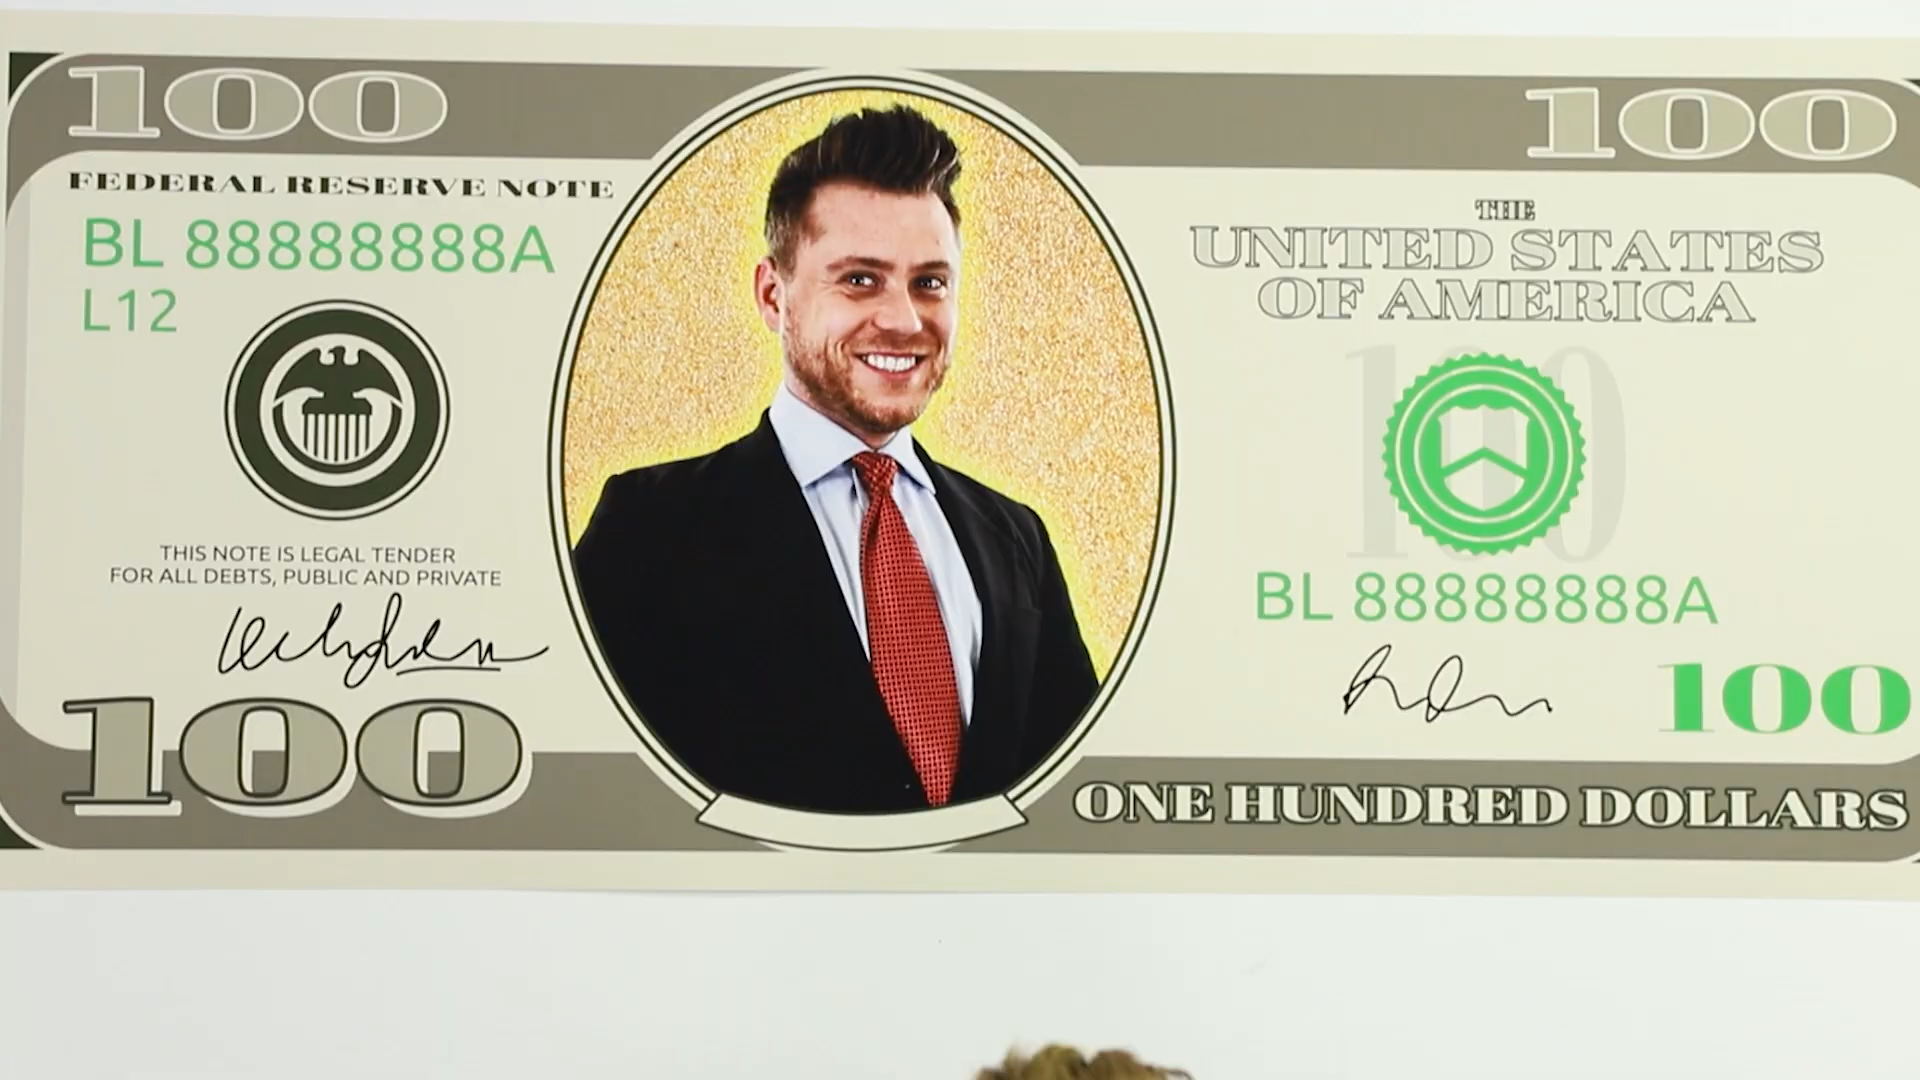 100
100
FEDERAL RESERVE NOTE
BL 88888888A
L12
THE
UNITED STATES
OF AMERICA
100
THIS NOTE IS LEGAL TENDER
FOR ALL DEBTS, PUBLIC AND PRIVATE
BL 88888888A
100
100
ONE HUNDRED DOLLARS